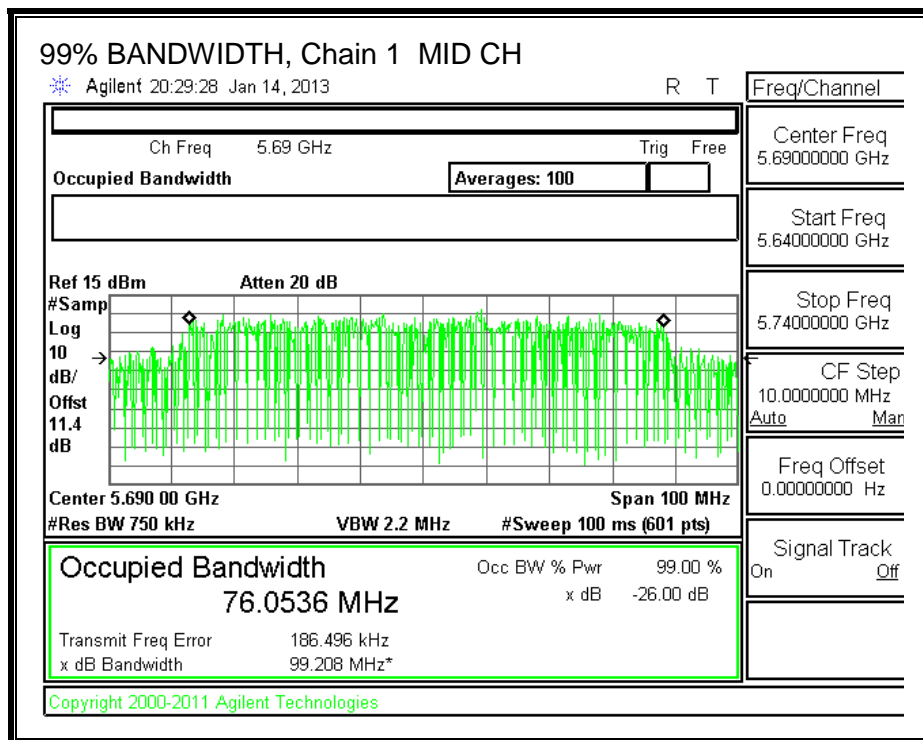 99% BANDWIDTH, Chain 1 MID CH
Agilent 20:29:28 Jan 14, 2013 R T
Freq/Channel
Ch Freq 5.69 GHz Trig Free
Occupied Bandwidth Averages: 100
Center Freq
5.69000000 GHz
Start Freq
5.64000000 GHz
Stop Freq
5.74000000 GHz
CF Step
10.0000000 MHz
Auto Man
Freq Offset
0.00000000 Hz
Signal Track
On Off
Ref 15 dBm Atten 20 dB
#Samp
Log
10
dB/
Offst
11.4
dB
Center 5.690 00 GHz Span 100 MHz
#Res BW 750 kHz VBW 2.2 MHz #Sweep 100 ms (601 pts)
Occupied Bandwidth
76.0536 MHz
Occ BW % Pwr 99.00 %
x dB -26.00 dB
Transmit Freq Error 186.496 kHz
x dB Bandwidth 99.208 MHz*
Copyright 2000-2011 Agilent Technologies